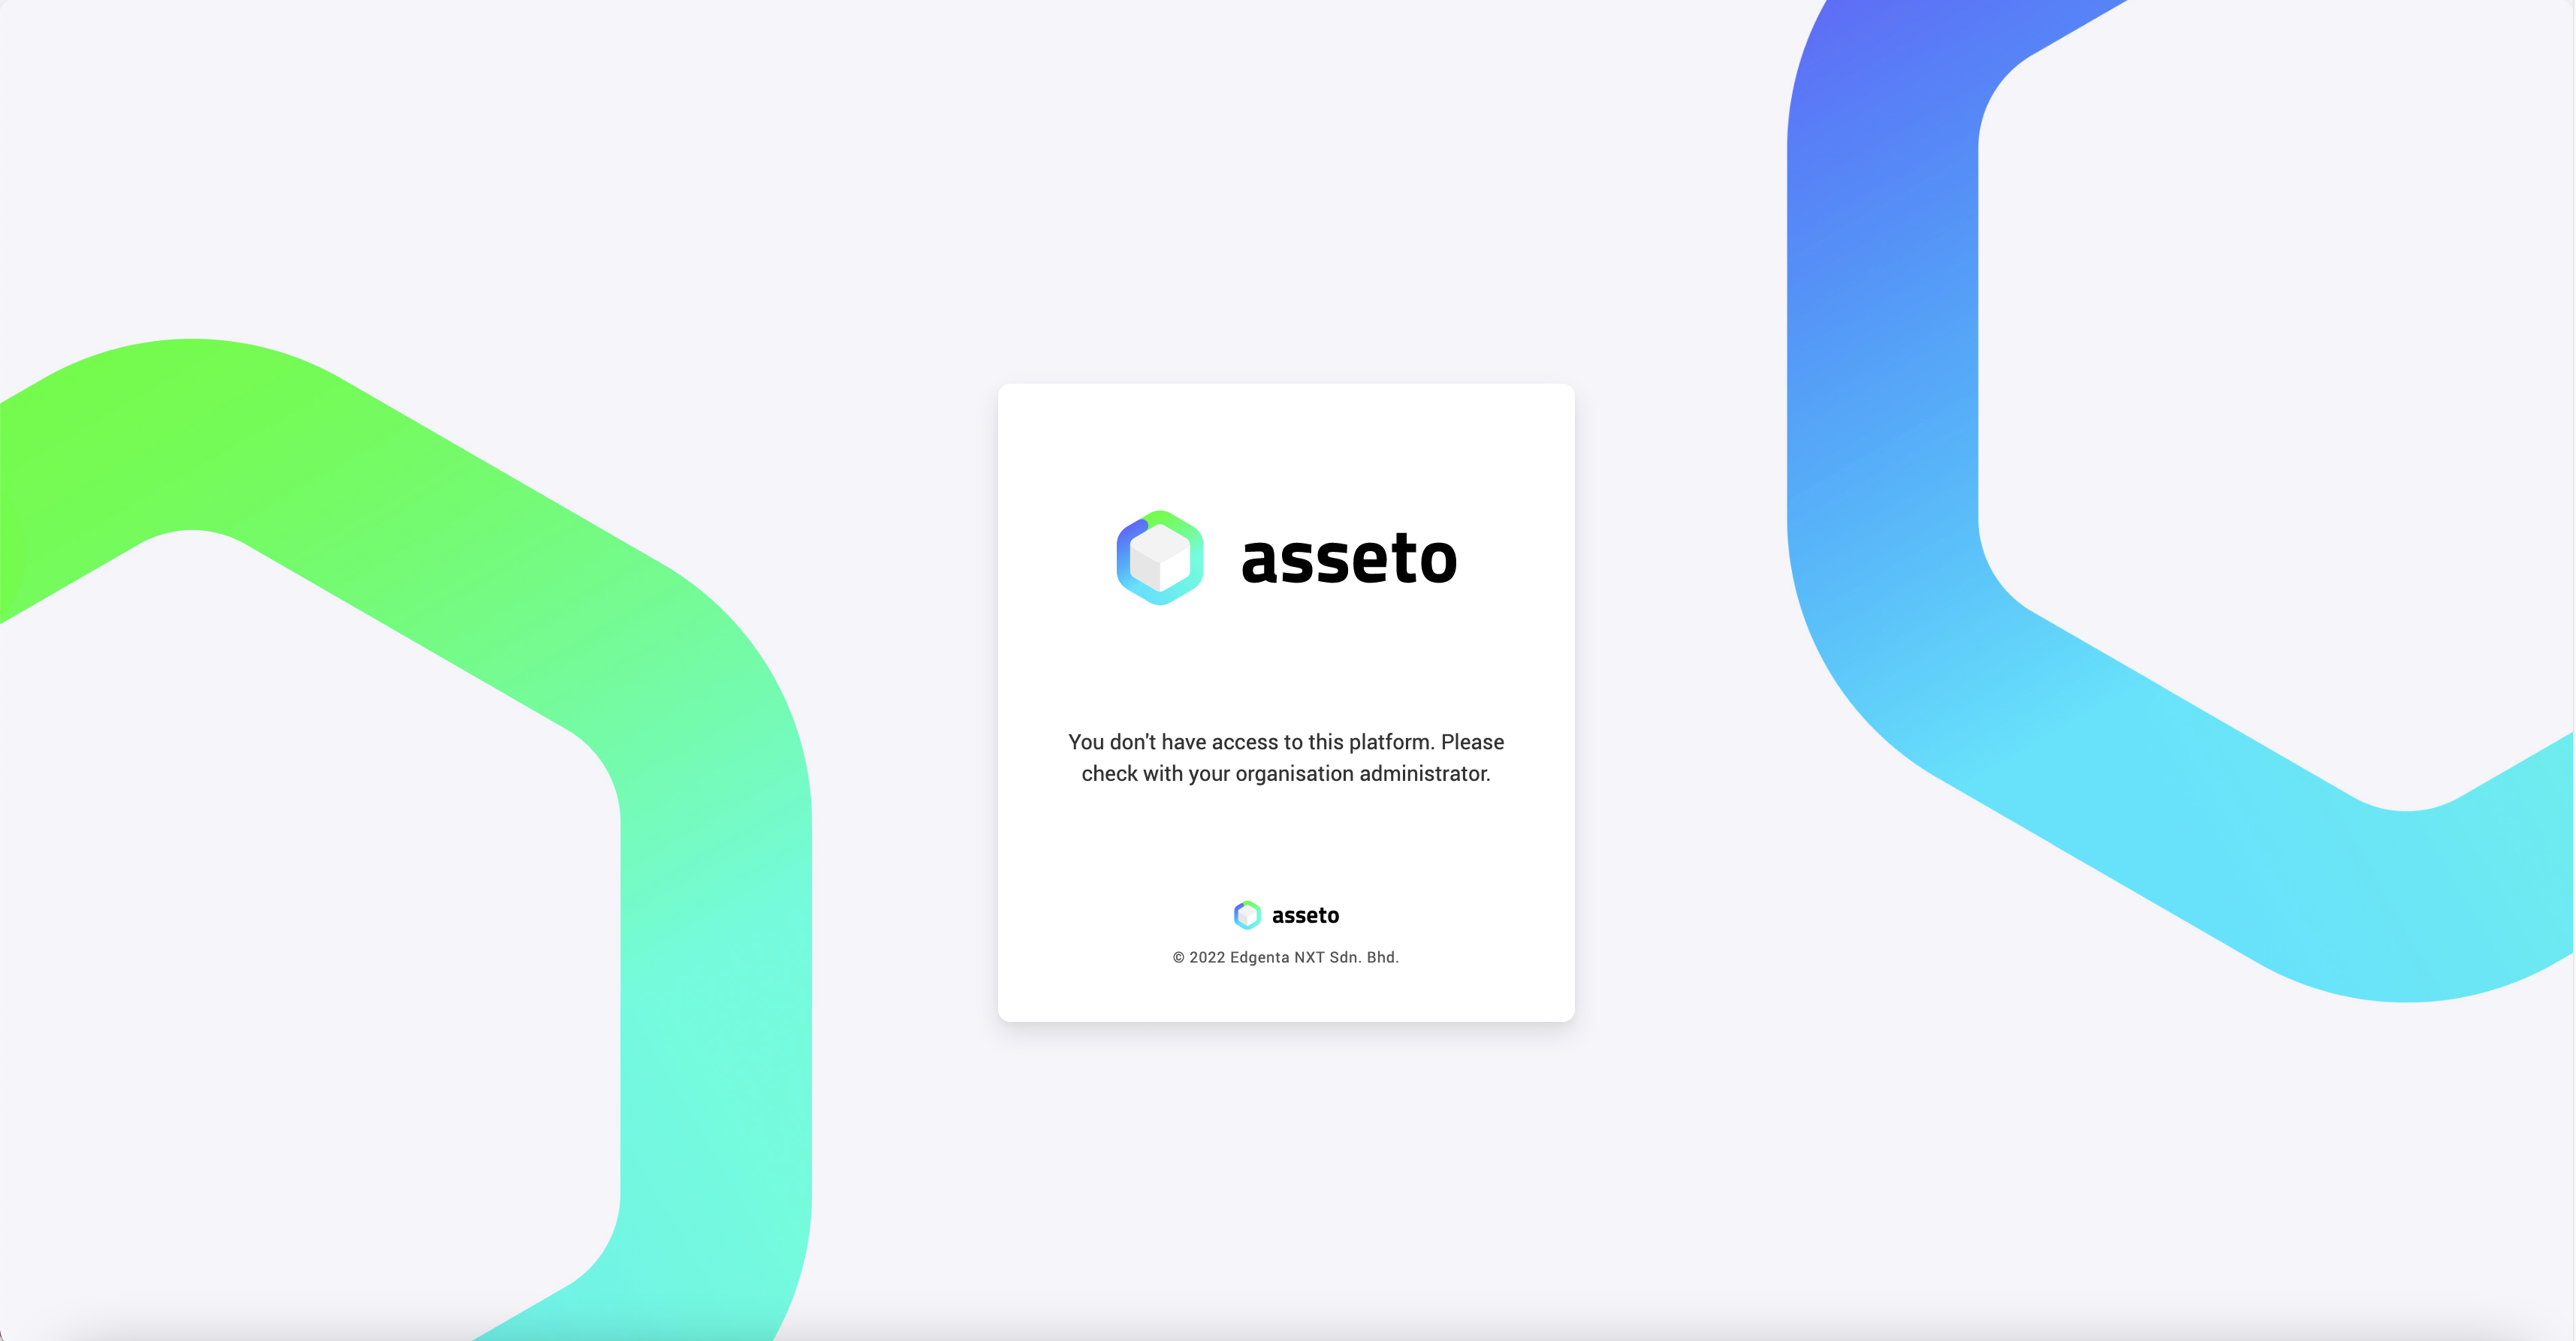 asseto
You don't have access to this platform. Please
check with your organisation administrator.
asseto
© 2022 Edgenta NXT Sdn. Bhd.